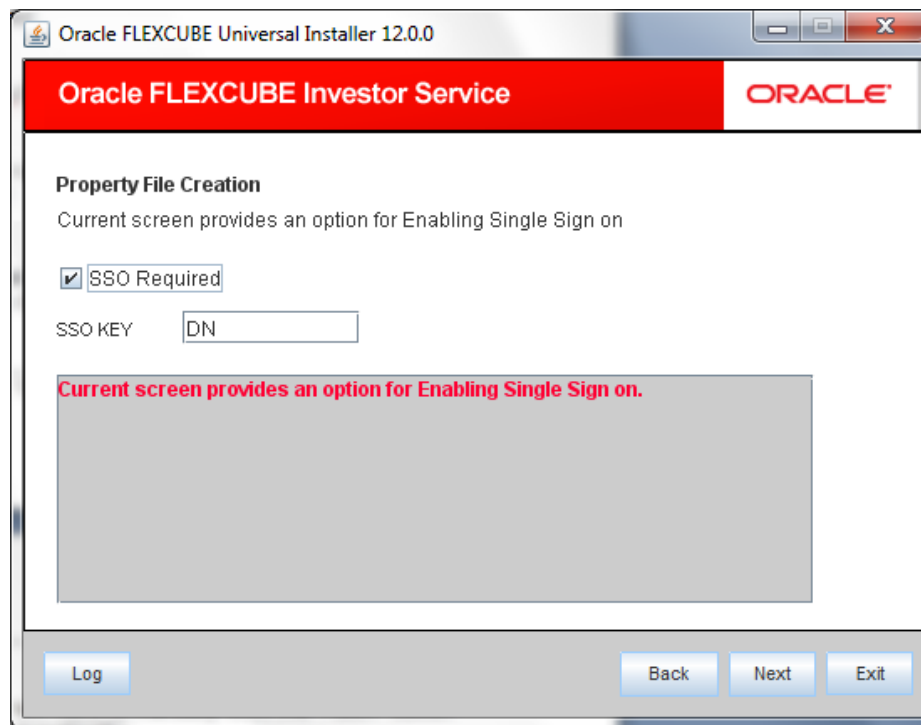 Oracle FLEXCUBE Universal Installer 12.0.0
Oracle FLEXCUBE Investor Service
ORACLE
Property File Creation
Current screen provides an option for Enabling Single Sign on
SSO Required
SSO KEY DN
Current screen provides an option for Enabling Single Sign on.
Log Back Next Exit